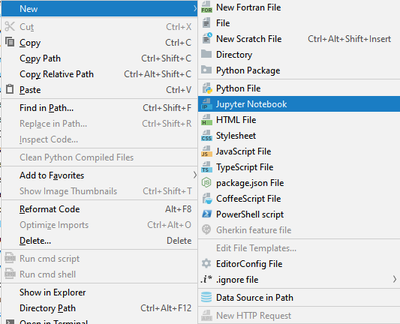 New
Cut Ctrl+X
Copy Ctrl+C
Copy Path Ctrl+Shift+C
Copy Relative Path Ctrl+Alt+Shift+C
Paste Ctrl+V
Find in Path... Ctrl+Shift+F
Replace in Path... Ctrl+Shift+R
Inspect Code...
Clean Python Compiled Files
Add to Favorites
Show Image Thumbnails Ctrl+Shift+T
Reformat Code Alt+F8
Optimize Imports Ctrl+Alt+O
Delete... Delete
Run cmd script
Run cmd shell
Show in Explorer
Directory Path Ctrl+Alt+F12
Open in Terminal
New Fortran File
File
New Scratch File Ctrl+Alt+Shift+Insert
Directory
Python Package
Python File
Jupyter Notebook
HTML File
Stylesheet
JavaScript File
TypeScript File
package.json File
CoffeeScript File
PowerShell script
Gherkin feature file
Edit File Templates...
EditorConfig File
.ignore file
Data Source in Path
New HTTP Request